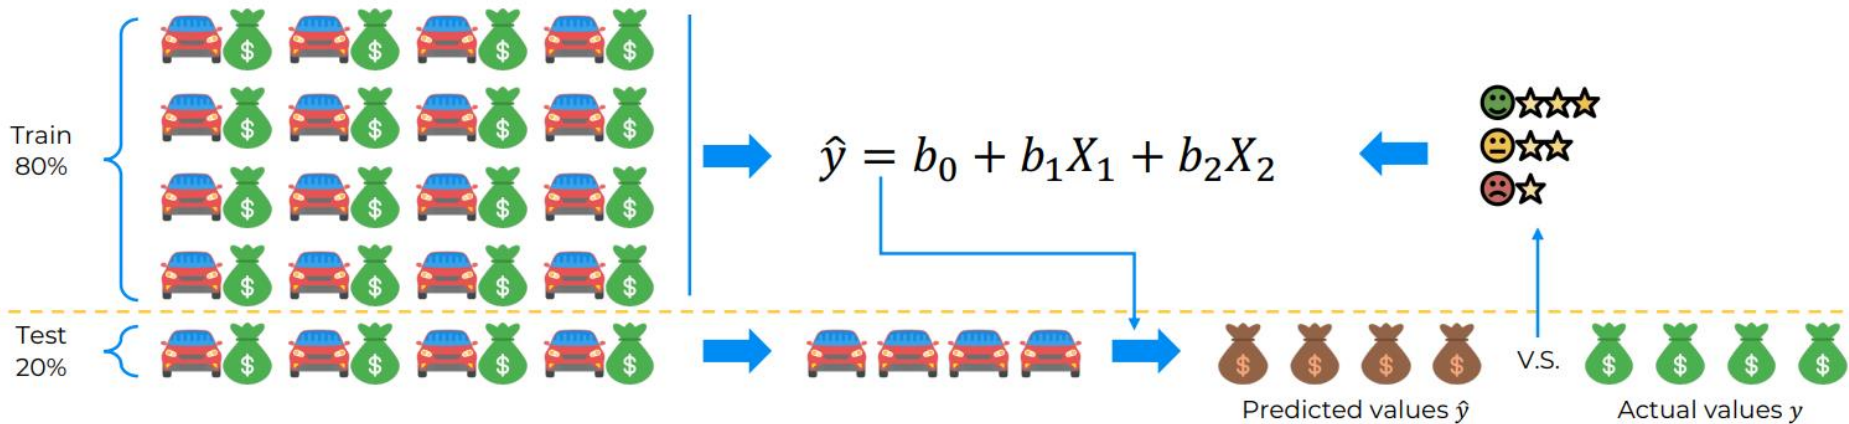 Train
80%
ŷ = b₀ + b₁X₁ + b₂X₂
Test
20%
V.S.
Predicted values ŷ
Actual values y